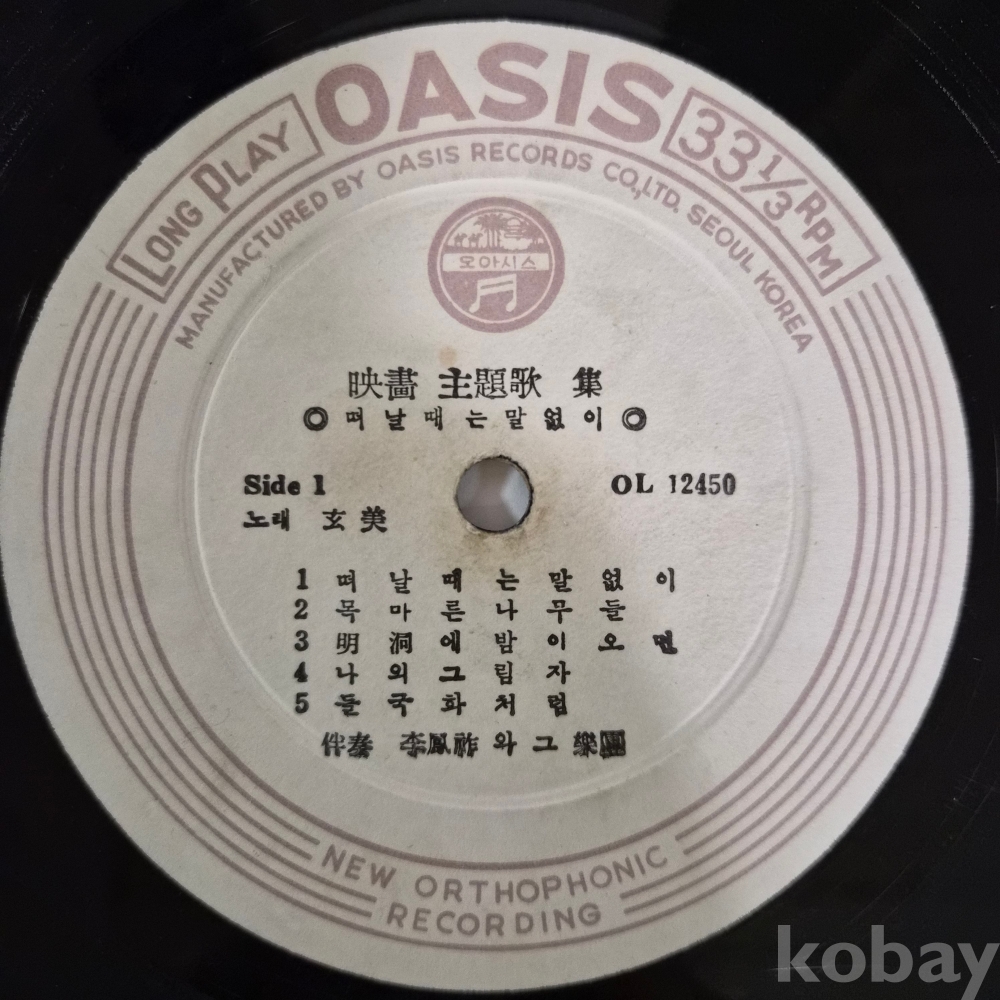 LONG PLAY OASIS 33 1/3 RPM
MANUFACTURED BY OASIS RECORDS CO., LTD. SEOUL KOREA
오아시스
映畵 主題歌 集
◎ 떠날때는말없이 ◎
Side 1 OL 12450
노래 玄美
1 떠날때는말없이
2 목마른나무들
3 明洞에밤이오면
4 나의그림자
5 들국화처럼
伴奏 李鳳祚와 그 樂團
NEW ORTHOPHONIC
RECORDING
kobay